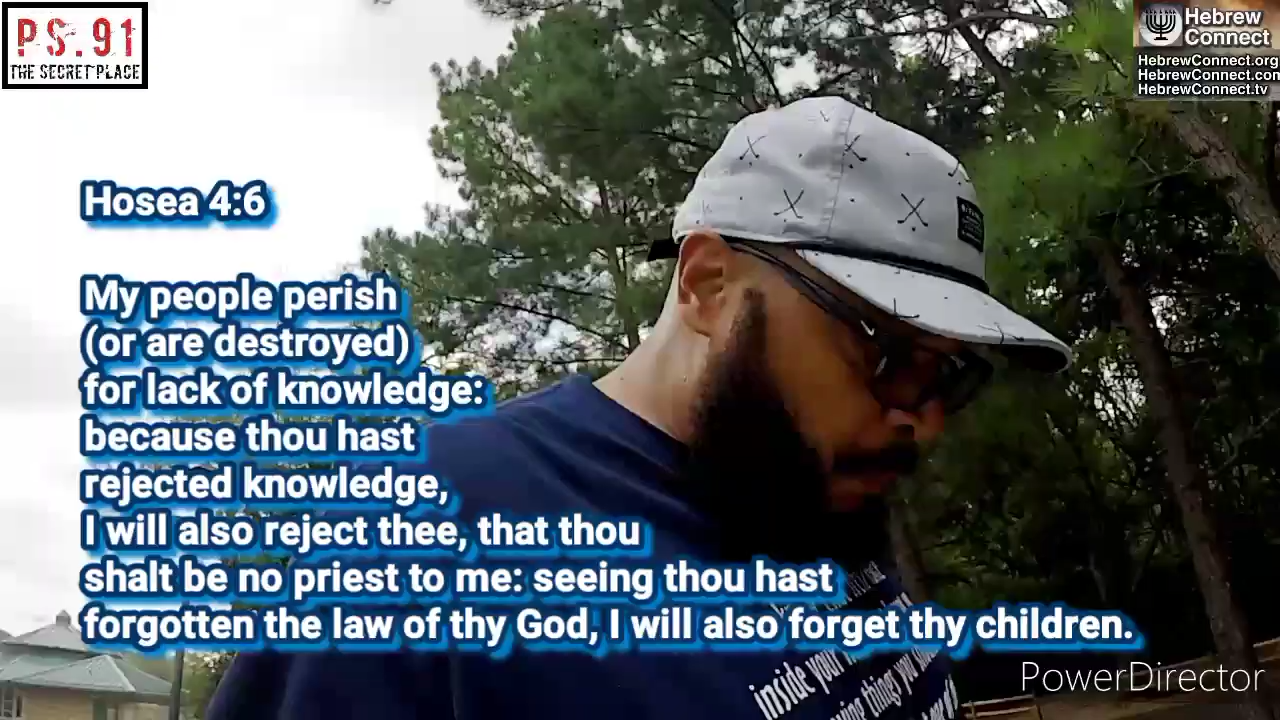 PS.91
THE SECRET PLACE
Hebrew
Connect
HebrewConnect.org
HebrewConnect.com
HebrewConnect.tv
Hosea 4:6
My people perish
(or are destroyed)
for lack of knowledge:
because thou hast
rejected knowledge,
I will also reject thee, that thou
shalt be no priest to me: seeing thou hast
forgotten the law of thy God, I will also forget thy children.
inside your
things you
PowerDirector